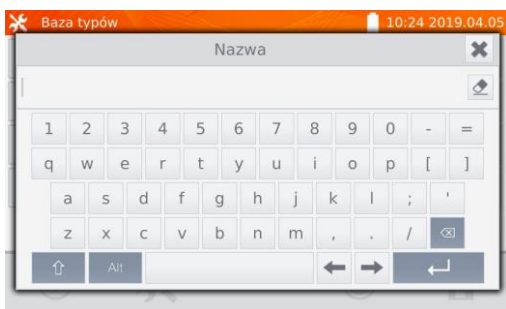 Baza typów 10:24 2019.04.05
Nazwa
1 2 3 4 5 6 7 8 9 0 - =
q w e r t y u i o p [ ]
a s d f g h j k l ; '
z x c v b n m , . /
Alt